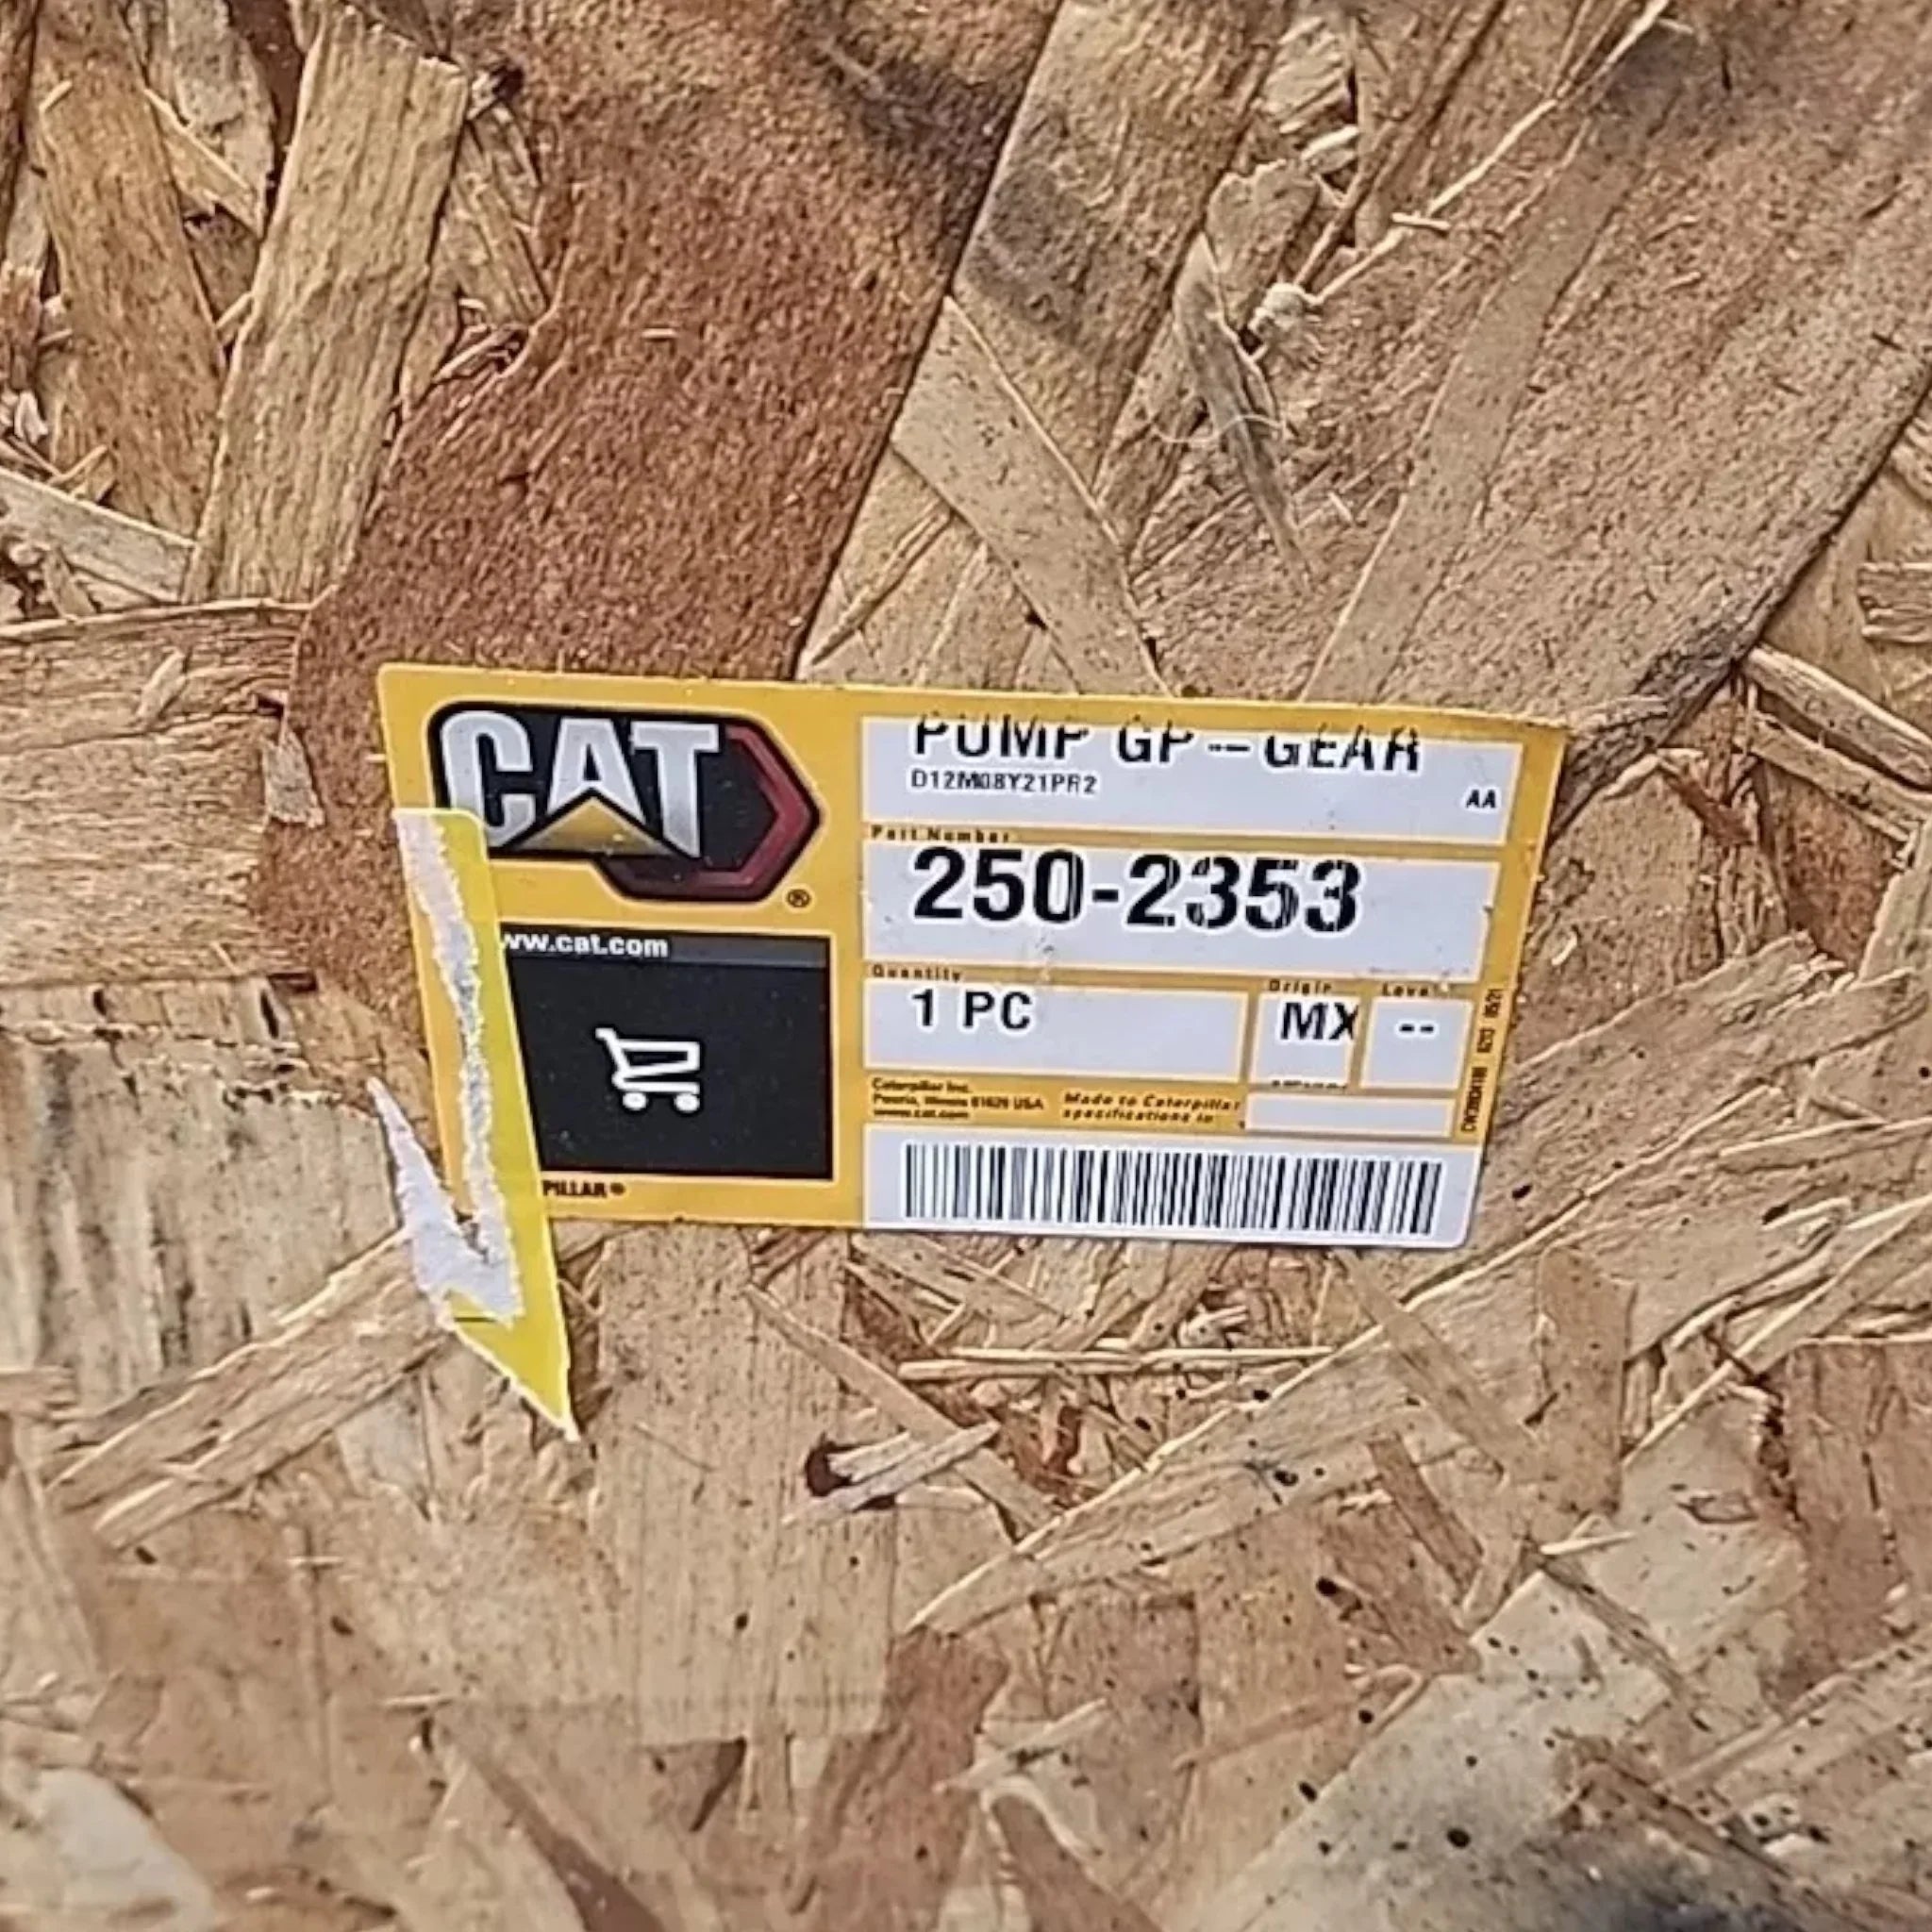 CAT
®
www.cat.com
PILLAR®
PUMP GP-GEAR
D12M08Y21PR2
AA
Part Number
250-2353
Quantity
1 PC
Origin
MX
Level
--
Caterpillar Inc.
Peoria, Illinois 61629 USA
www.cat.com
Made to Caterpillar
specifications in